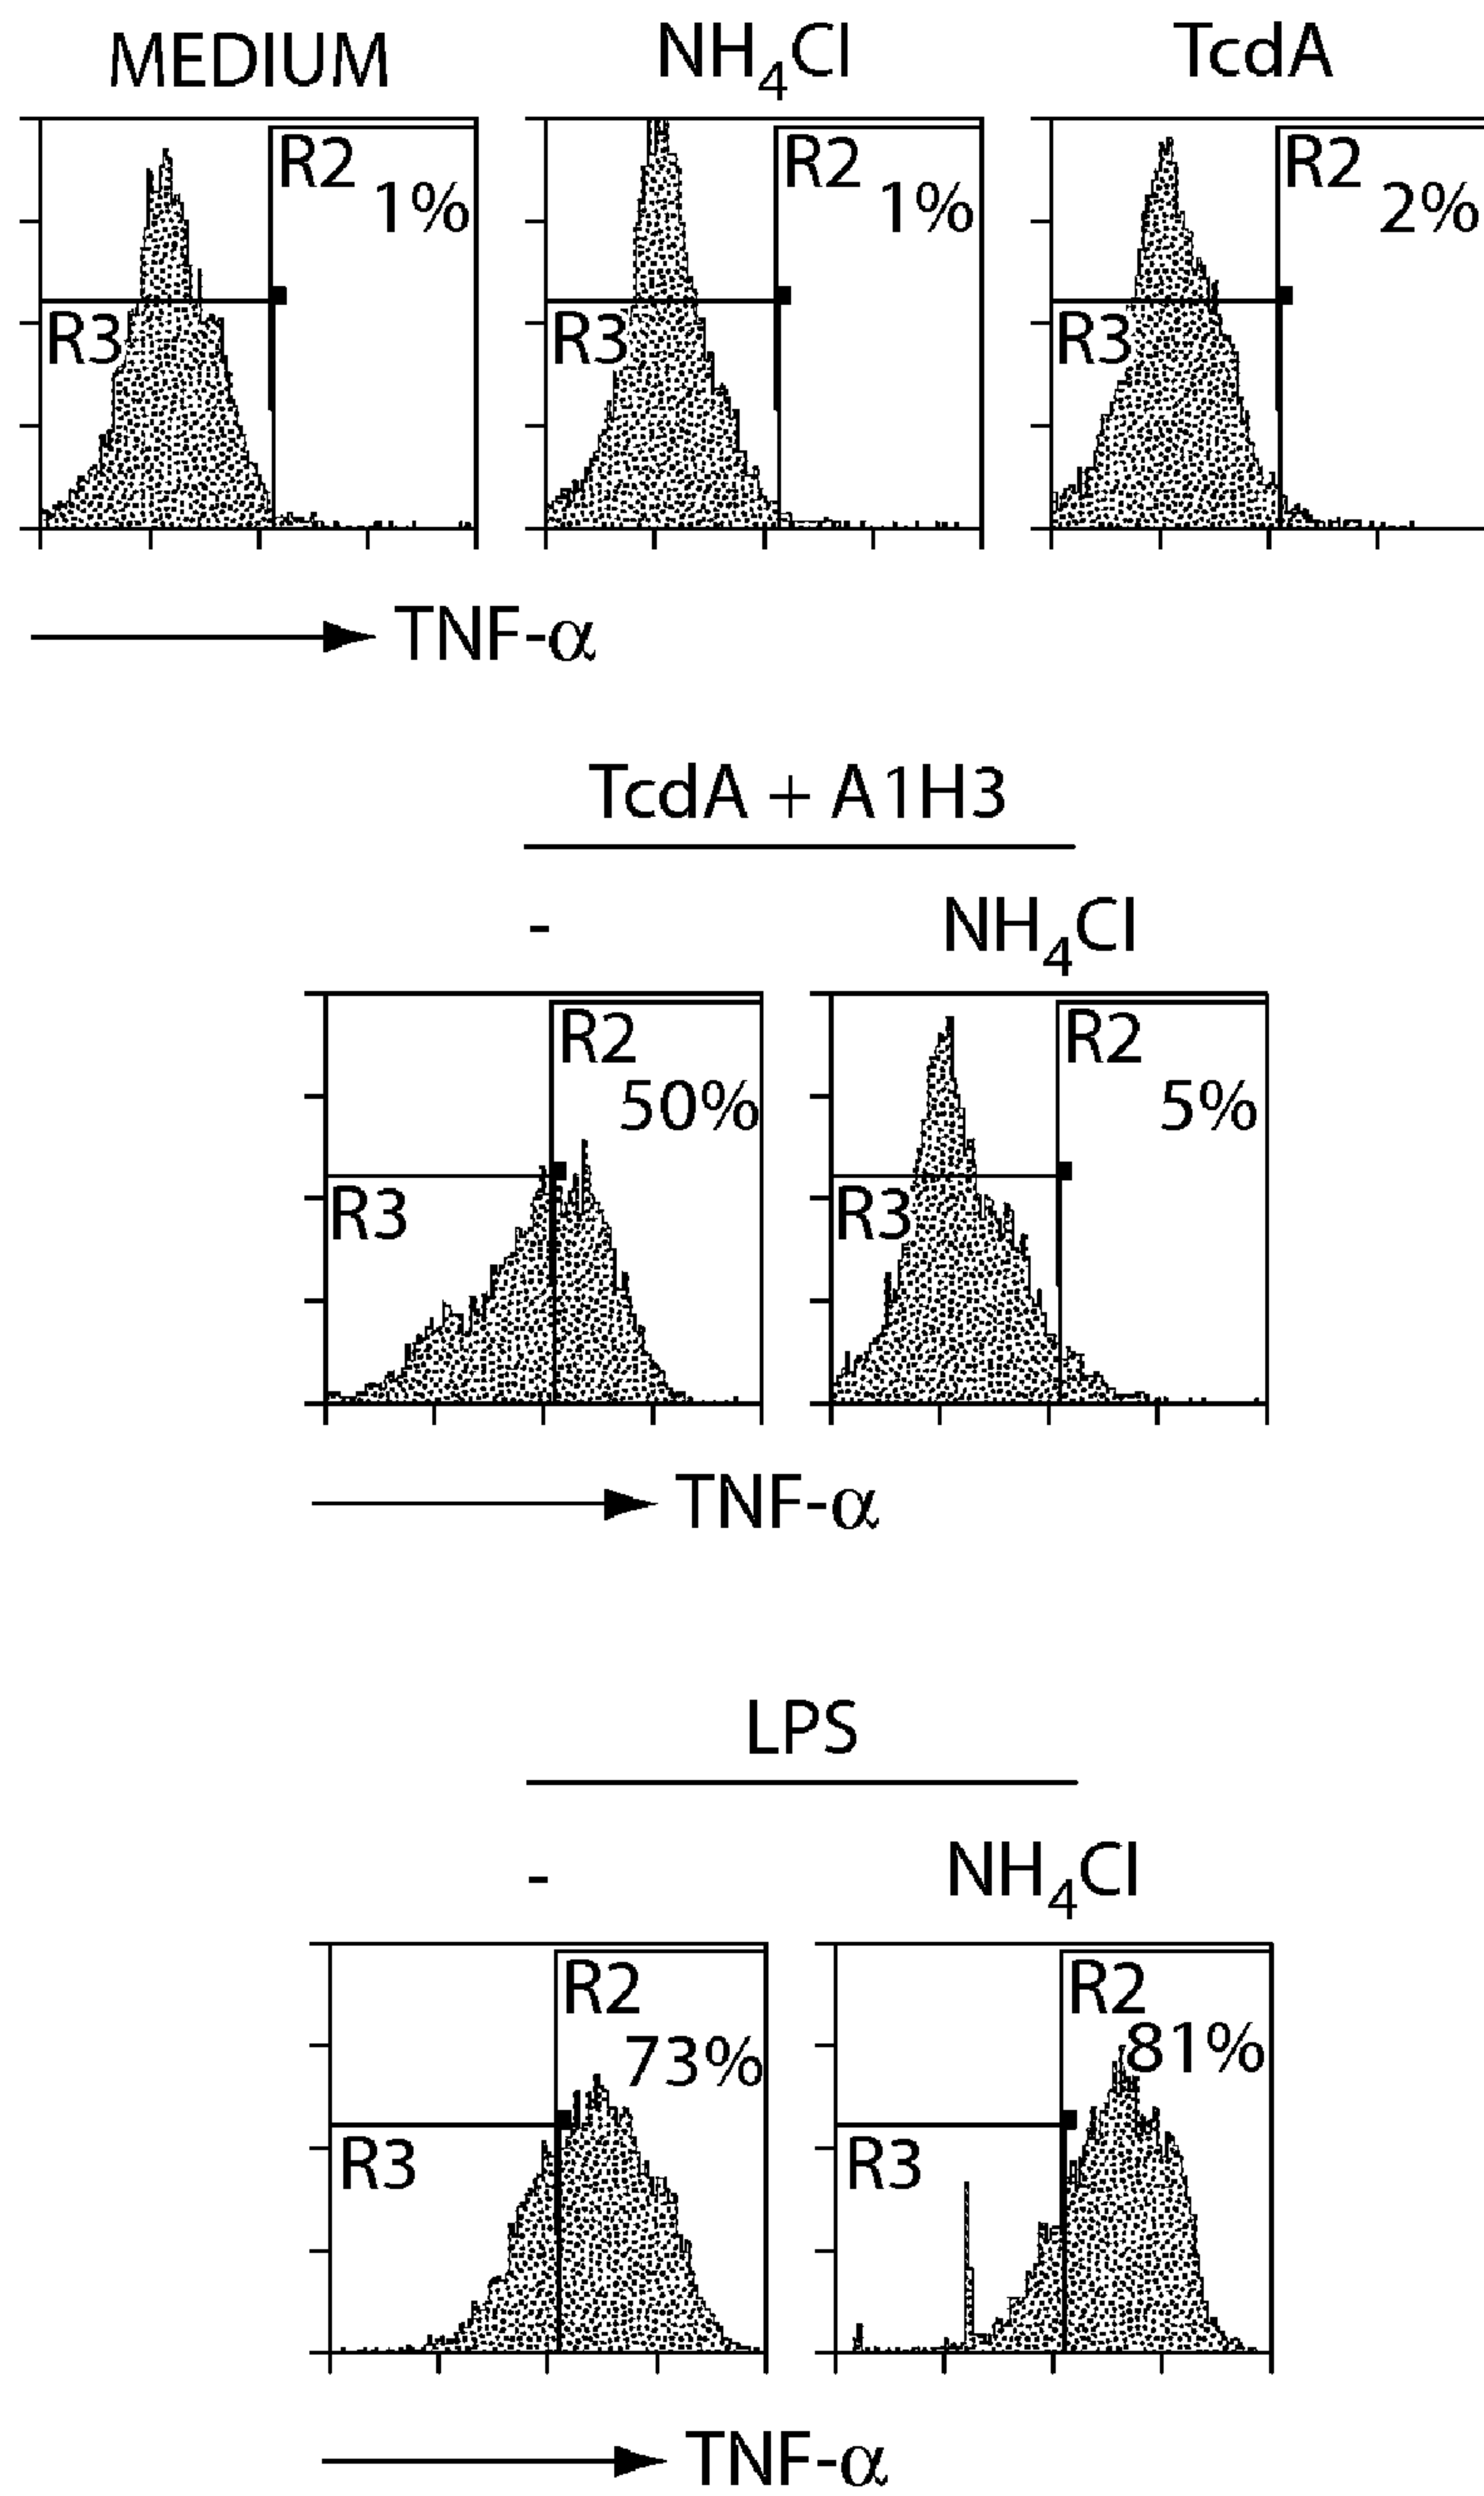 MEDIUM NH4Cl TcdA
R2 R2 R2
1% 1% 2%
R3 R3 R3
TNF-α
TcdA + A1H3
- NH4Cl
R2 R2
50% 5%
R3 R3
TNF-α
LPS
- NH4Cl
R2 R2
73% 81%
R3 R3
TNF-α